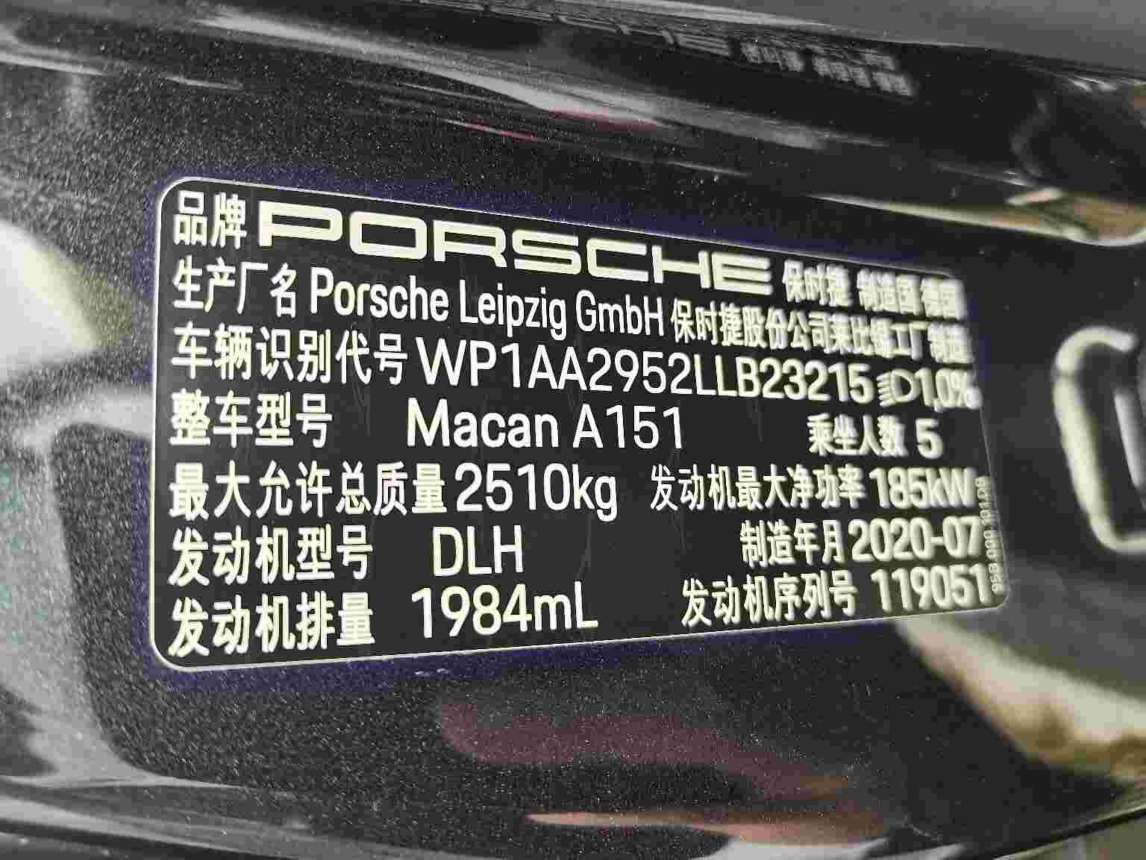 品牌 PORSCHE 保时捷 制造国 德国
生产厂名 Porsche Leipzig GmbH 保时捷股份公司莱比锡工厂制造
车辆识别代号 WP1AA2952LLB23215 1,0%
整车型号 Macan A151 乘坐人数 5
最大允许总质量 2510kg 发动机最大净功率 185kW
发动机型号 DLH 制造年月 2020-07
发动机排量 1984mL 发动机序列号 119051